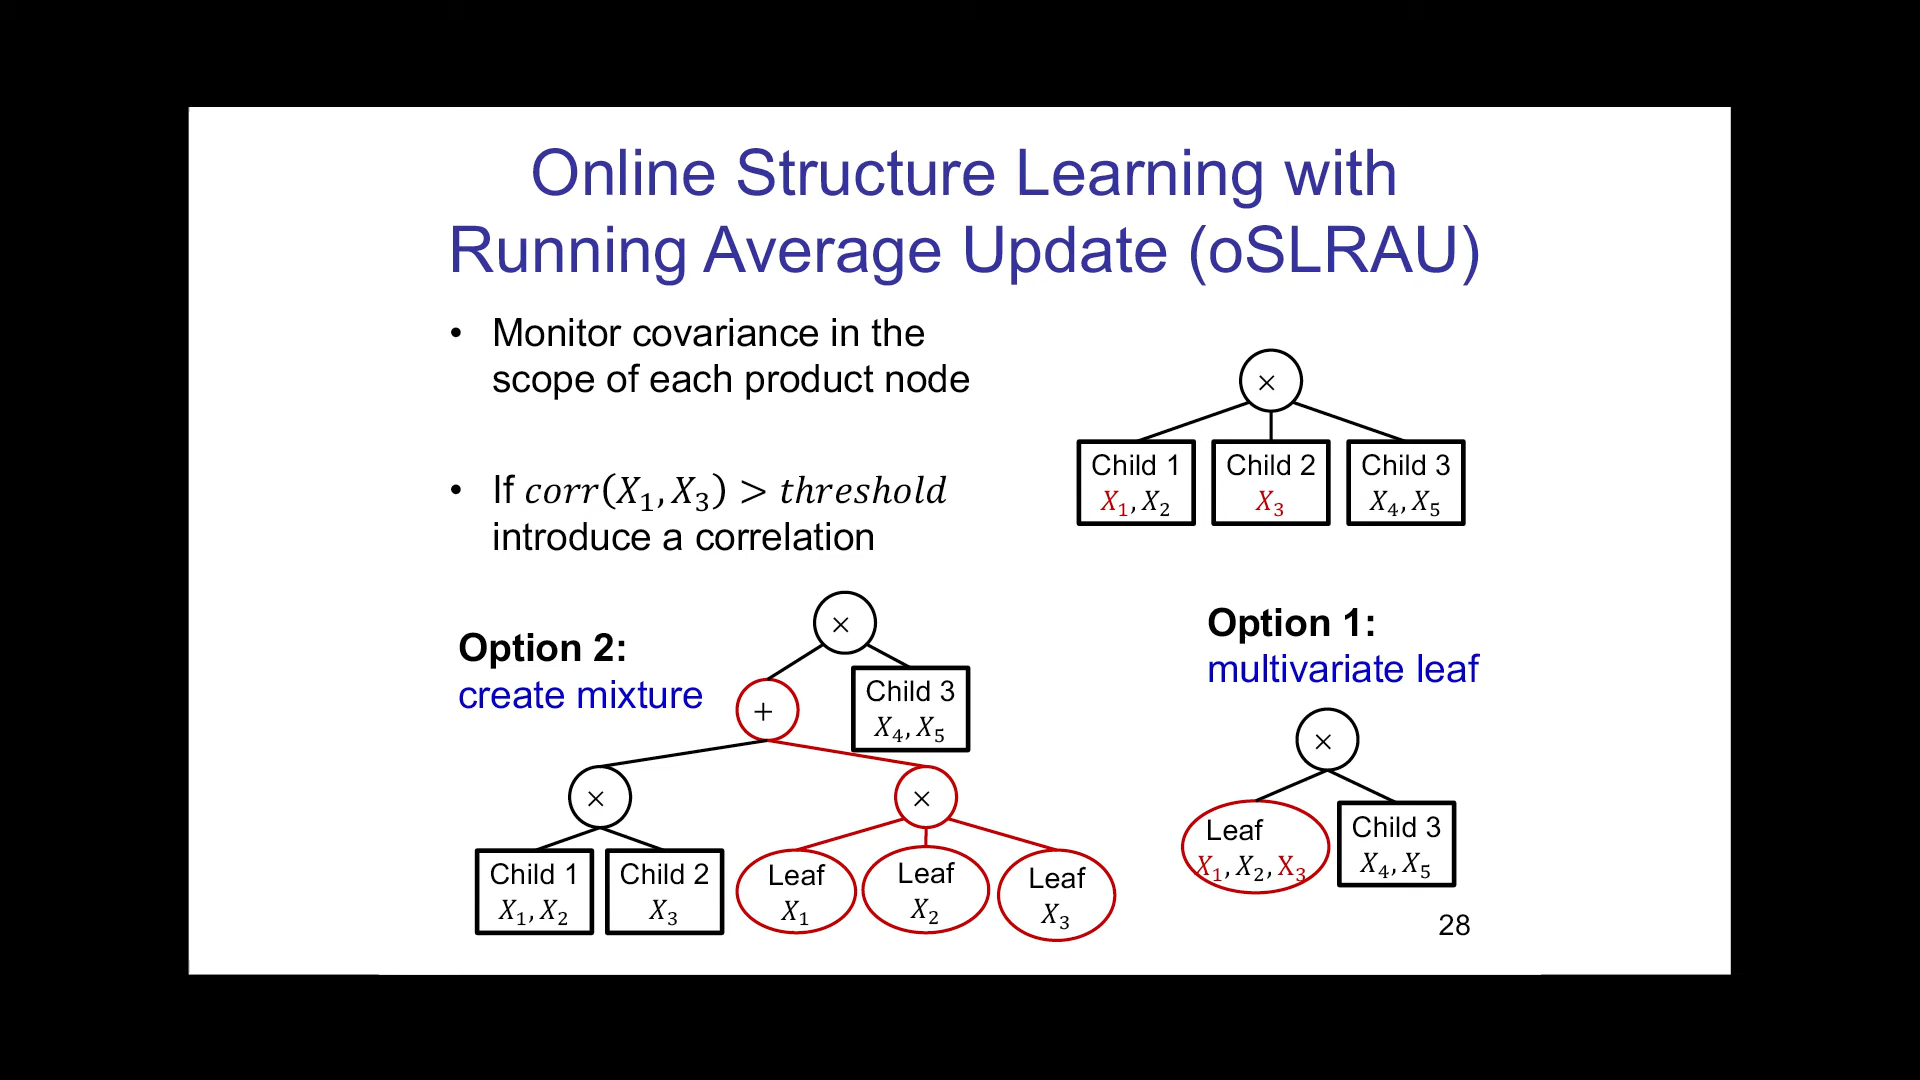 Online Structure Learning with
Running Average Update (oSLRAU)
• Monitor covariance in the
scope of each product node
• If 𝑐𝑜𝑟𝑟(𝑋₁, 𝑋₃) > 𝑡ℎ𝑟𝑒𝑠ℎ𝑜𝑙𝑑
introduce a correlation
×
Child 1
𝑋₁, 𝑋₂
Child 2
𝑋₃
Child 3
𝑋₄, 𝑋₅
Option 2:
create mixture
×
+
Child 3
𝑋₄, 𝑋₅
×
×
Child 1
𝑋₁, 𝑋₂
Child 2
𝑋₃
Leaf
𝑋₁
Leaf
𝑋₂
Leaf
𝑋₃
Option 1:
multivariate leaf
×
Leaf
𝑋₁, 𝑋₂, X₃
Child 3
𝑋₄, 𝑋₅
28